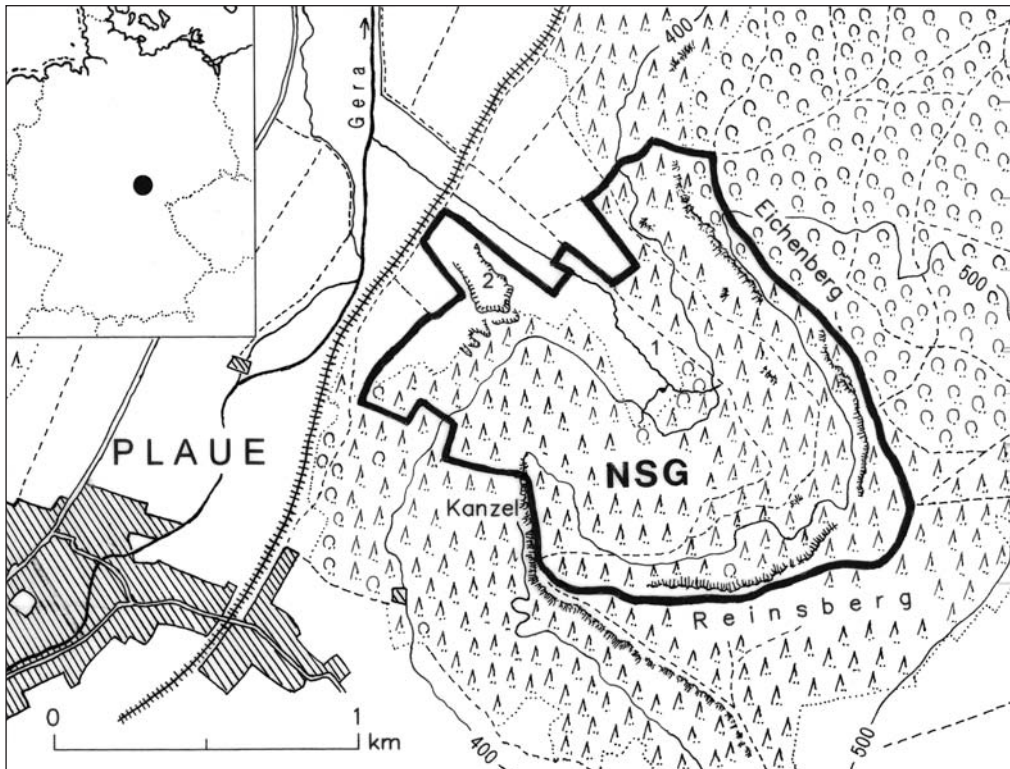 400
Gera
Eichenberg
500
2
1
PLAUE
NSG
Kanzel
Reinsberg
0
1
km
400
500